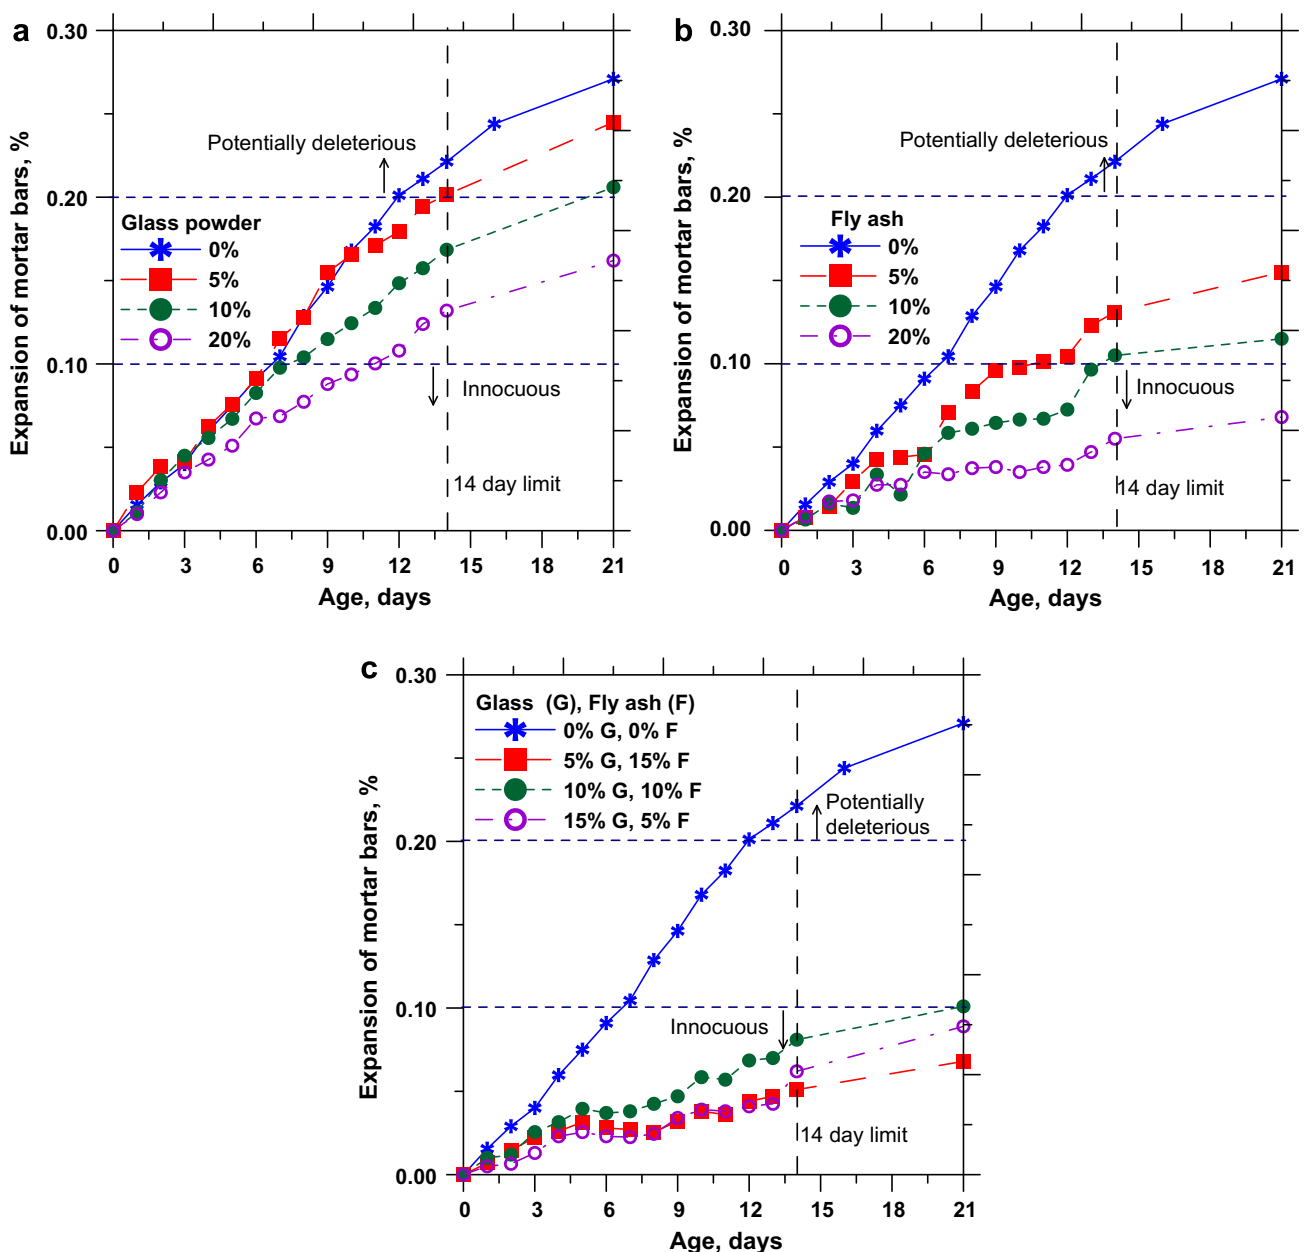 a
0.30
0.20
0.10
0.00
Expansion of mortar bars, %
Potentially deleterious
Glass powder
0%
5%
10%
20%
Innocuous
14 day limit
0 3 6 9 12 15 18 21
Age, days
b
0.30
0.20
0.10
0.00
Expansion of mortar bars, %
Potentially deleterious
Fly ash
0%
5%
10%
20%
Innocuous
14 day limit
0 3 6 9 12 15 18 21
Age, days
c
0.30
0.20
0.10
0.00
Expansion of mortar bars, %
Glass (G), Fly ash (F)
0% G, 0% F
5% G, 15% F
10% G, 10% F
15% G, 5% F
Potentially
deleterious
Innocuous
14 day limit
0 3 6 9 12 15 18 21
Age, days